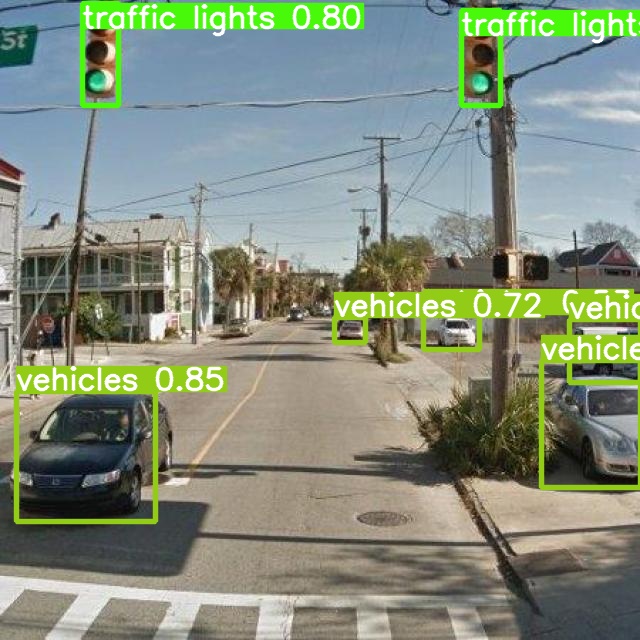 traffic lights 0.80
traffic light
St
vehicles 0.72
vehic
vehicle
vehicles 0.85